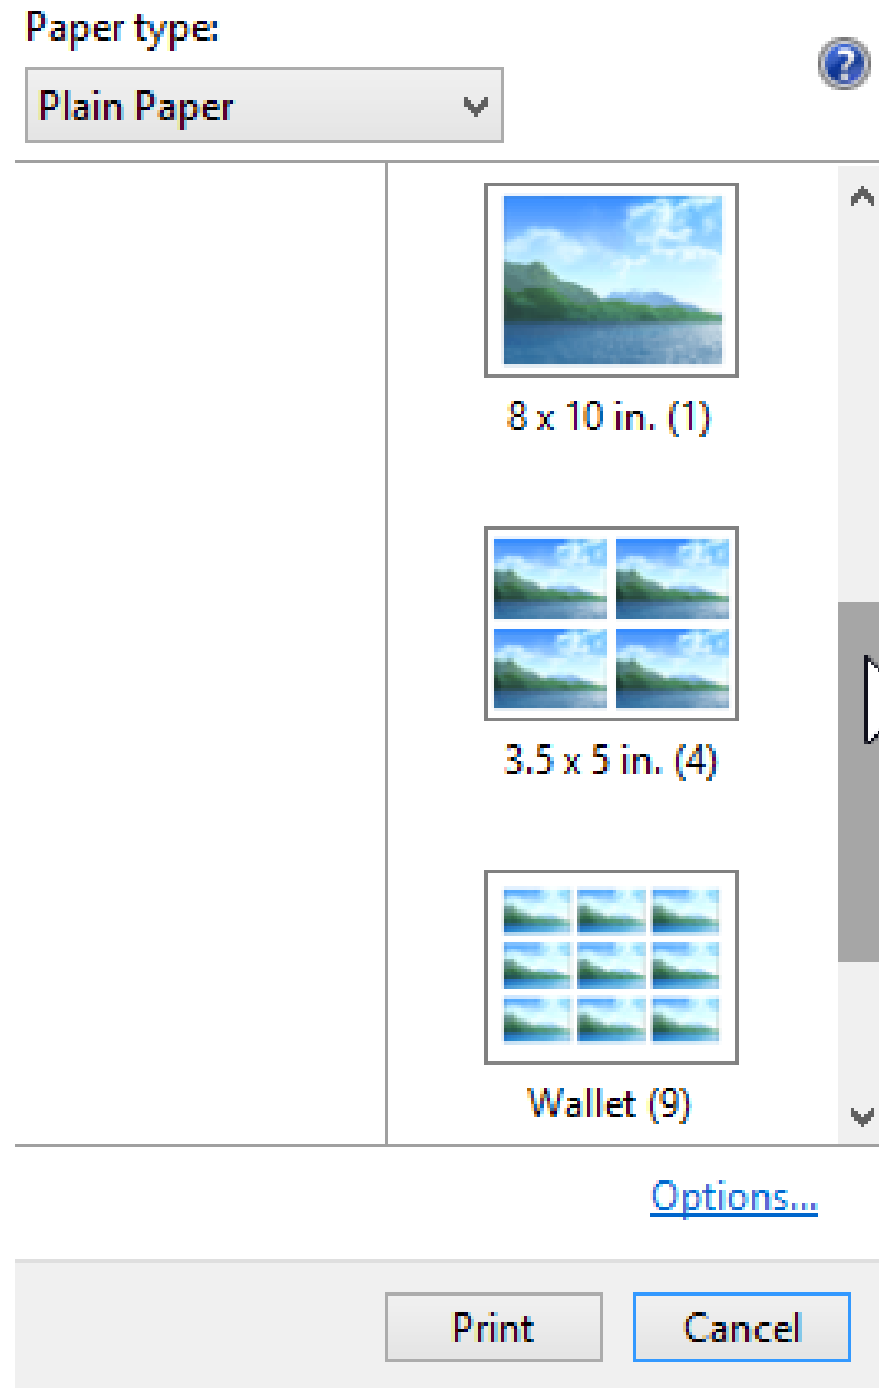 Paper type:
Plain Paper
?
8 x 10 in. (1)
3.5 x 5 in. (4)
Wallet (9)
Options...
Print
Cancel